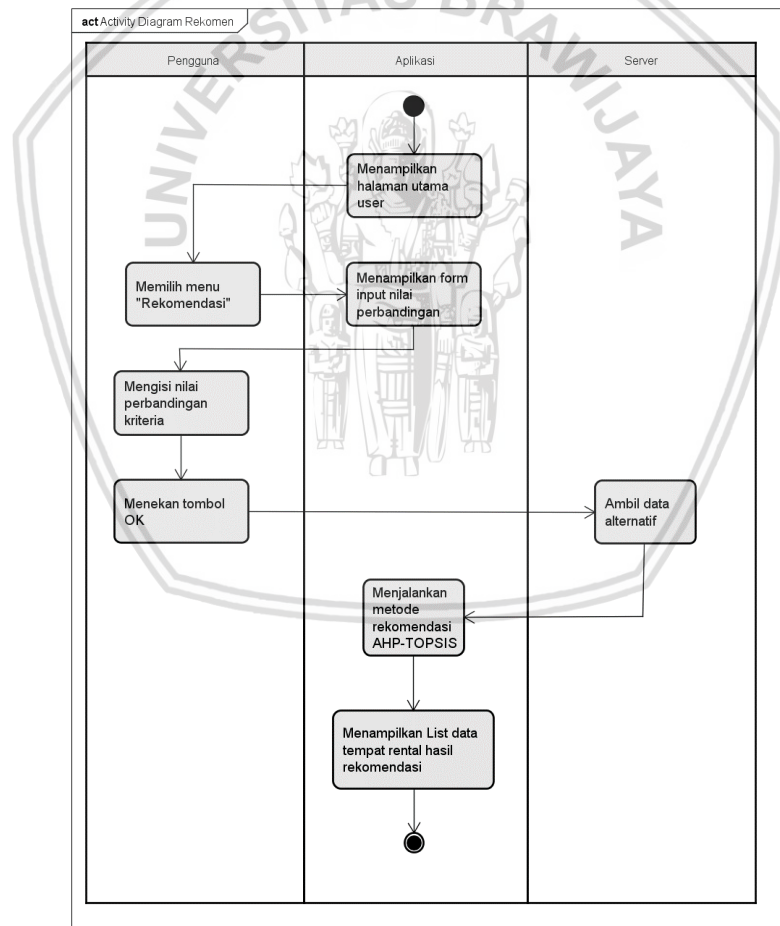 act Activity Diagram Rekomen
Pengguna
Aplikasi
Server
Menampilkan
halaman utama
user
Memilih menu
"Rekomendasi"
Menampilkan form
input nilai
perbandingan
Mengisi nilai
perbandingan
kriteria
Menekan tombol
OK
Ambil data
alternatif
Menjalankan
metode
rekomendasi
AHP-TOPSIS
Menampilkan List data
tempat rental hasil
rekomendasi
UNIVERSITAS BRAWIJAYA